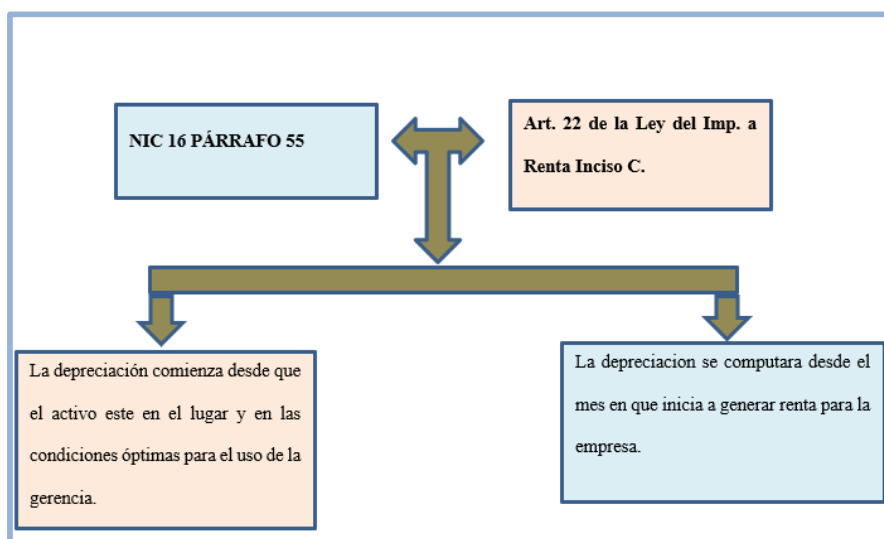 NIC 16 PÁRRAFO 55
Art. 22 de la Ley del Imp. a
Renta Inciso C.
La depreciación comienza desde que
el activo este en el lugar y en las
condiciones óptimas para el uso de la
gerencia.
La depreciacion se computara desde el
mes en que inicia a generar renta para la
empresa.